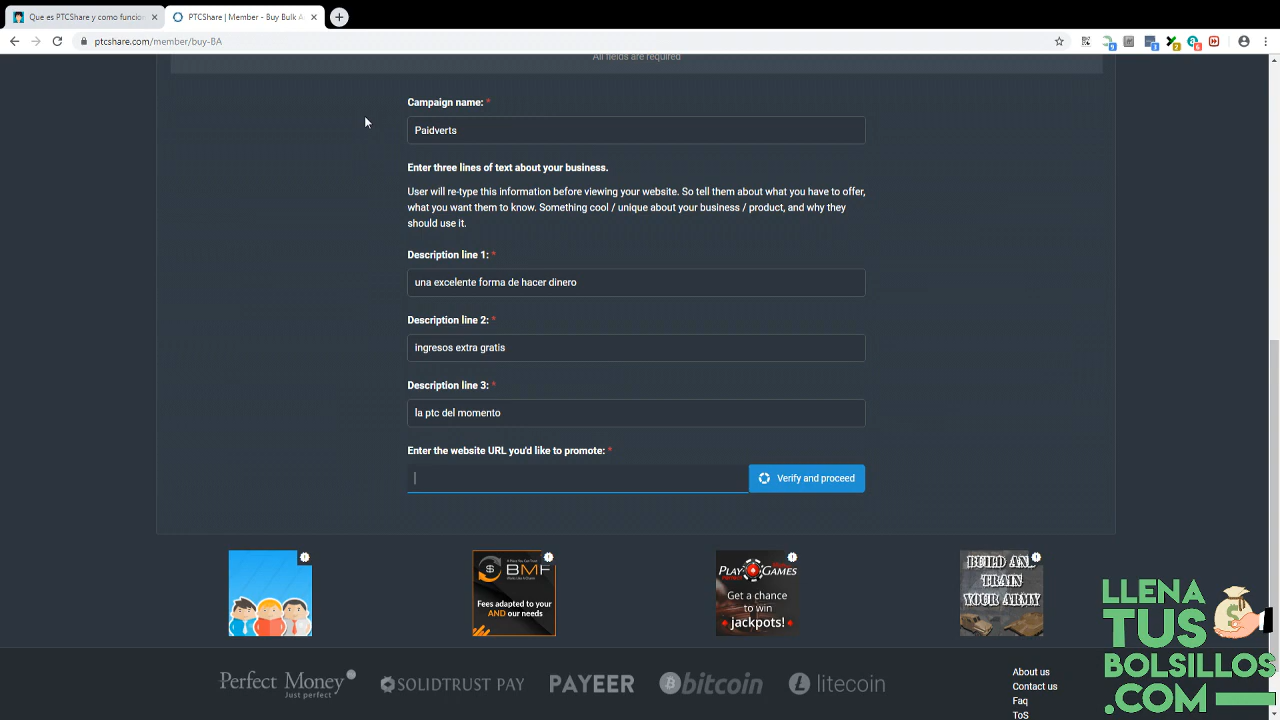 Que es PTCShare y como funcion
PTCShare | Member - Buy Bulk A
ptcshare.com/member/buy-BA
All fields are required
Campaign name: *
Paidverts
Enter three lines of text about your business.
User will re-type this information before viewing your website. So tell them about what you have to offer,
what you want them to know. Something cool / unique about your business / product, and why they
should use it.
Description line 1: *
una excelente forma de hacer dinero
Description line 2: *
ingresos extra gratis
Description line 3: *
la ptc del momento
Enter the website URL you'd like to promote: *
Verify and proceed
BMF
Fees adapted to your
AND our needs
PLAY GAMES
Get a chance
to win
jackpots!
BUILD AN
TRAIN
YOUR ARMY
Perfect Money
Just perfect
SOLIDTRUST PAY
PAYEER
bitcoin
litecoin
About us
Contact us
Faq
ToS
LLENA
TUS
BOLSILLOS
.COM